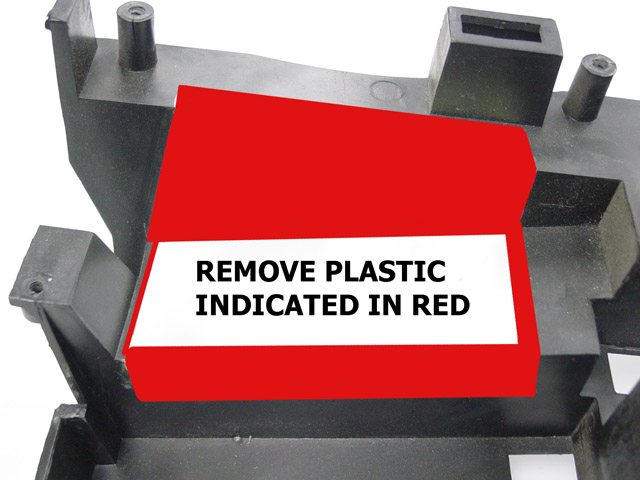 REMOVE PLASTIC
INDICATED IN RED